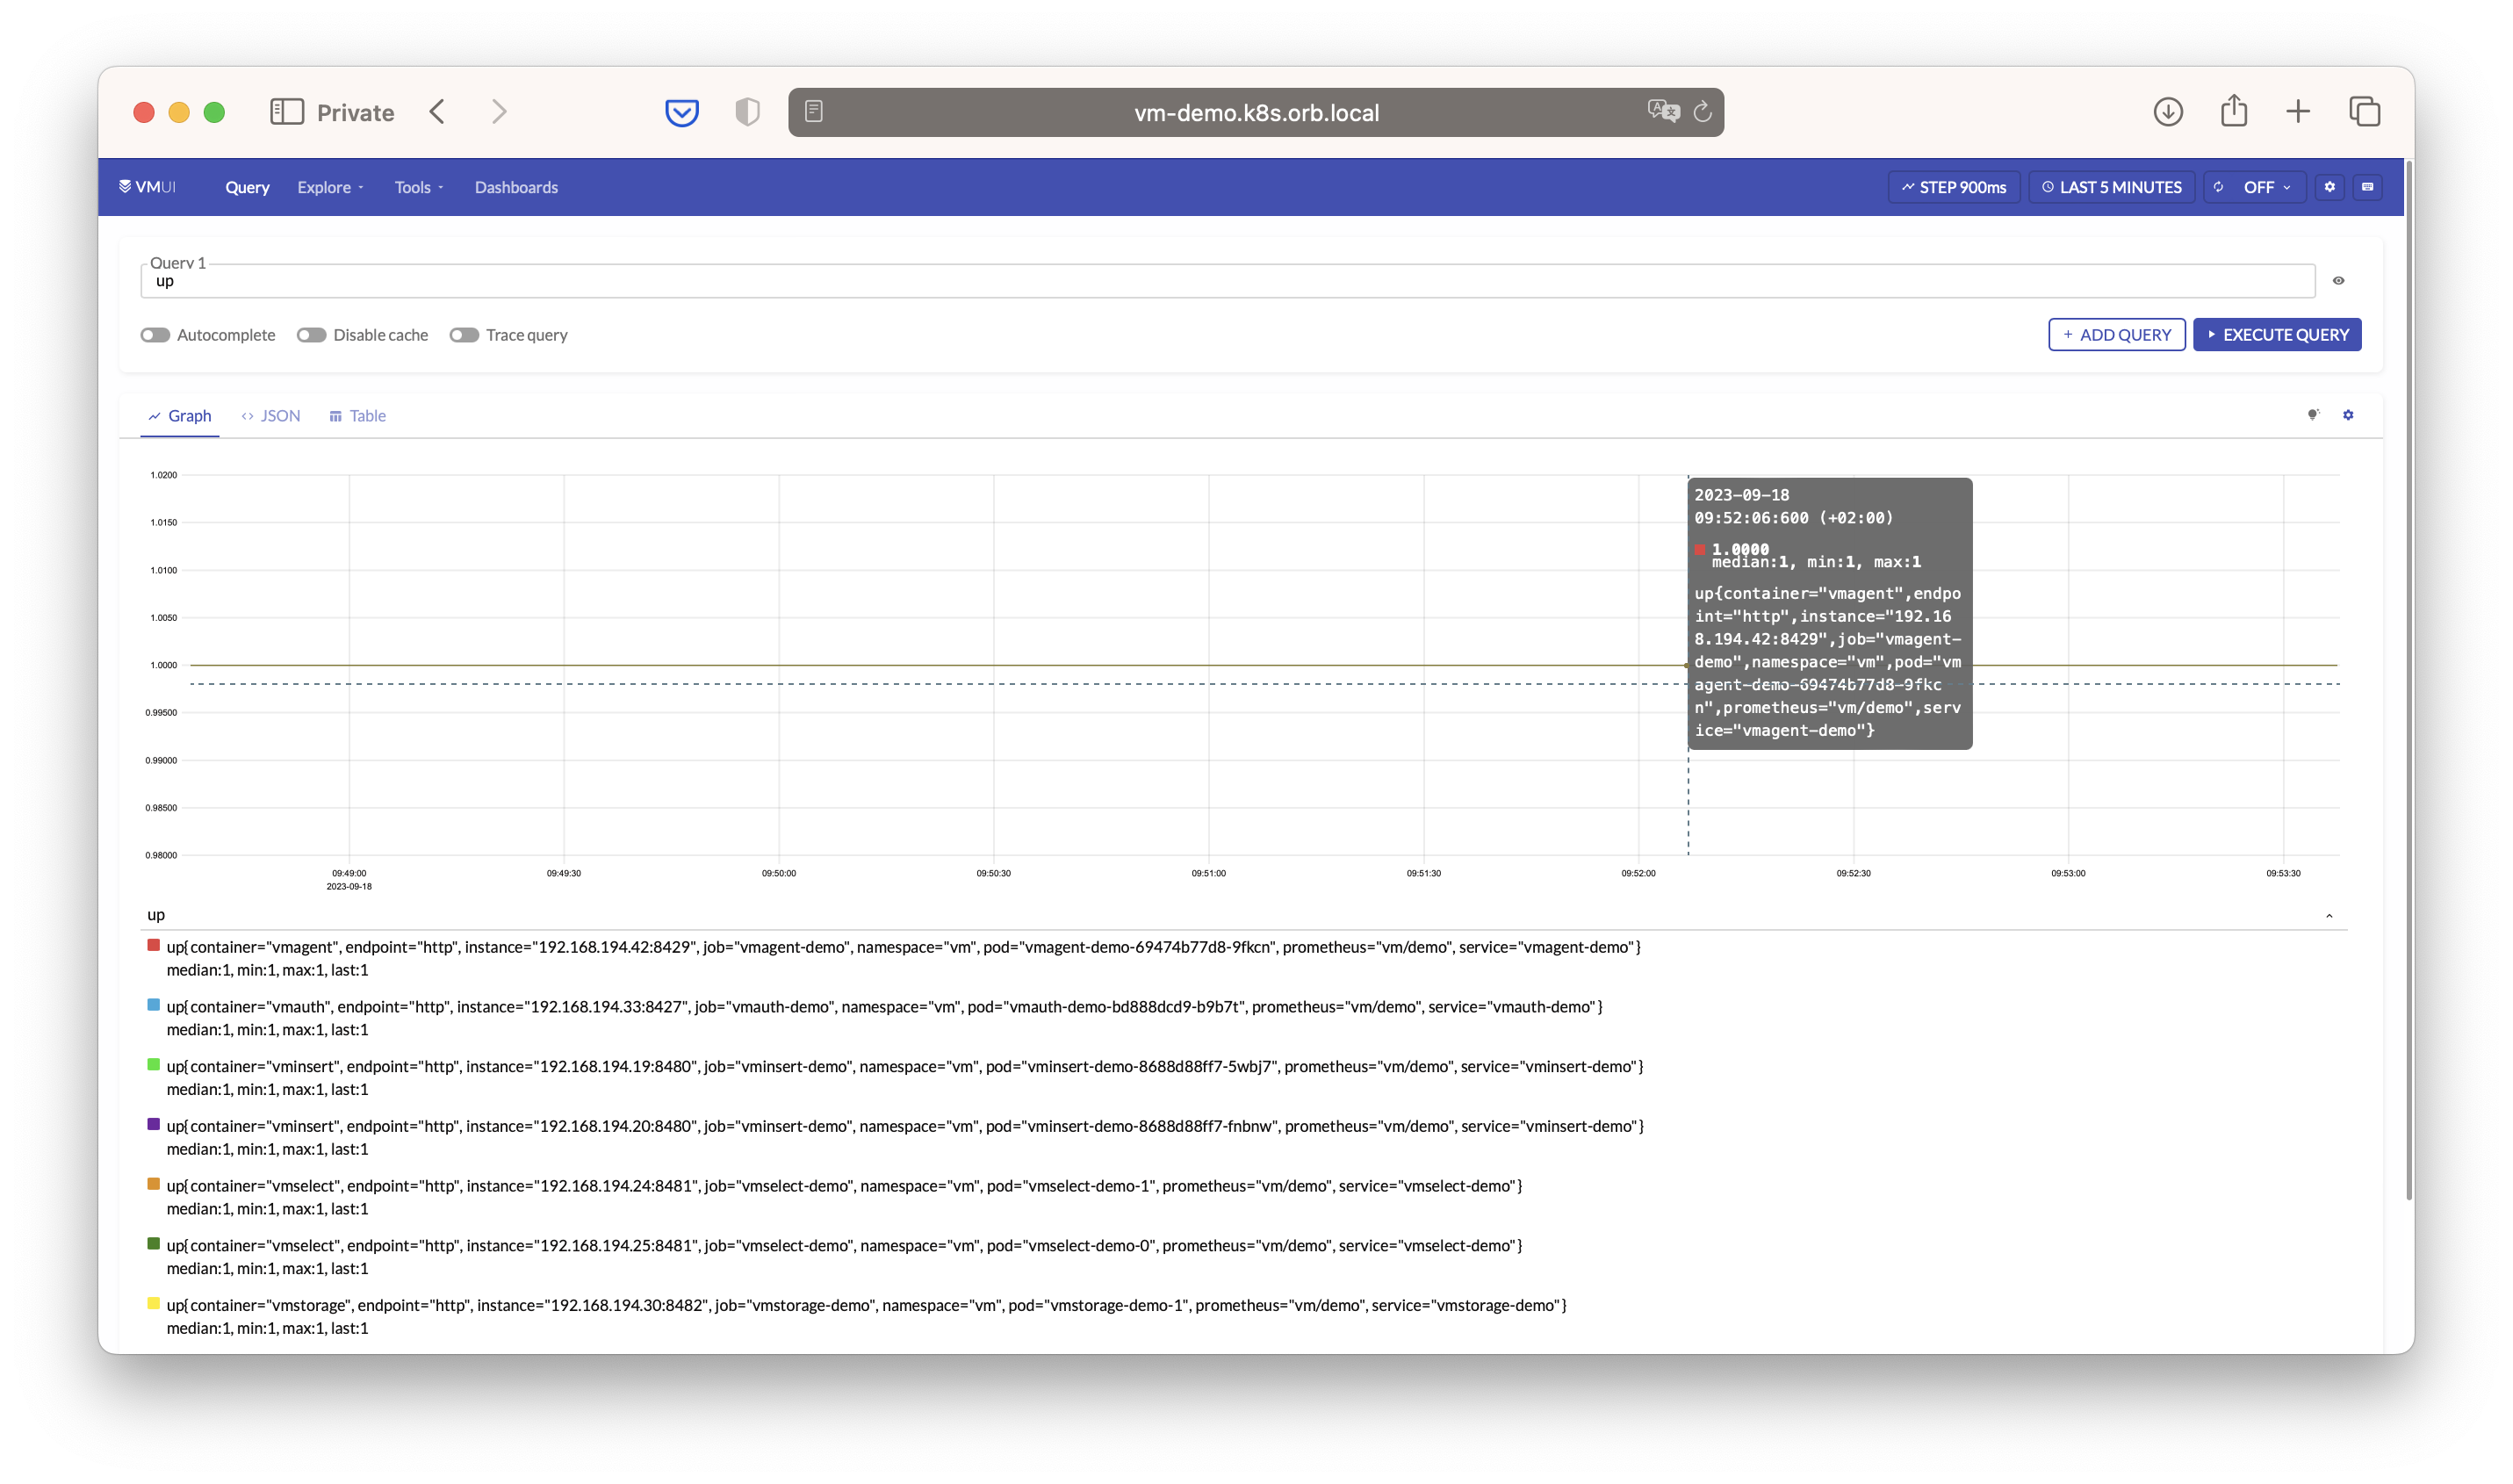 Private
vm-demo.k8s.orb.local
VMUI Query Explore Tools Dashboards STEP 900ms LAST 5 MINUTES OFF
Query 1
up
Autocomplete Disable cache Trace query + ADD QUERY EXECUTE QUERY
Graph <> JSON Table
1.0200
1.0150
1.0100
1.0050
1.0000
0.99500
0.99000
0.98500
0.98000
2023-09-18
09:52:06:600 (+02:00)
1.0000
median:1, min:1, max:1
up{container="vmagent",endpo
int="http",instance="192.16
8.194.42:8429",job="vmagent-
demo",namespace="vm",pod="vm
agent-demo-69474b77d8-9fkc
n",prometheus="vm/demo",serv
ice="vmagent-demo"}
09:49:00 09:49:30 09:50:00 09:50:30 09:51:00 09:51:30 09:52:00 09:52:30 09:53:00 09:53:30
2023-09-18
up
up{container="vmagent", endpoint="http", instance="192.168.194.42:8429", job="vmagent-demo", namespace="vm", pod="vmagent-demo-69474b77d8-9fkcn", prometheus="vm/demo", service="vmagent-demo"}
median:1, min:1, max:1, last:1
up{container="vmauth", endpoint="http", instance="192.168.194.33:8427", job="vmauth-demo", namespace="vm", pod="vmauth-demo-bd888dcd9-b9b7t", prometheus="vm/demo", service="vmauth-demo"}
median:1, min:1, max:1, last:1
up{container="vminsert", endpoint="http", instance="192.168.194.19:8480", job="vminsert-demo", namespace="vm", pod="vminsert-demo-8688d88ff7-5wbj7", prometheus="vm/demo", service="vminsert-demo"}
median:1, min:1, max:1, last:1
up{container="vminsert", endpoint="http", instance="192.168.194.20:8480", job="vminsert-demo", namespace="vm", pod="vminsert-demo-8688d88ff7-fnbnw", prometheus="vm/demo", service="vminsert-demo"}
median:1, min:1, max:1, last:1
up{container="vmselect", endpoint="http", instance="192.168.194.24:8481", job="vmselect-demo", namespace="vm", pod="vmselect-demo-1", prometheus="vm/demo", service="vmselect-demo"}
median:1, min:1, max:1, last:1
up{container="vmselect", endpoint="http", instance="192.168.194.25:8481", job="vmselect-demo", namespace="vm", pod="vmselect-demo-0", prometheus="vm/demo", service="vmselect-demo"}
median:1, min:1, max:1, last:1
up{container="vmstorage", endpoint="http", instance="192.168.194.30:8482", job="vmstorage-demo", namespace="vm", pod="vmstorage-demo-1", prometheus="vm/demo", service="vmstorage-demo"}
median:1, min:1, max:1, last:1